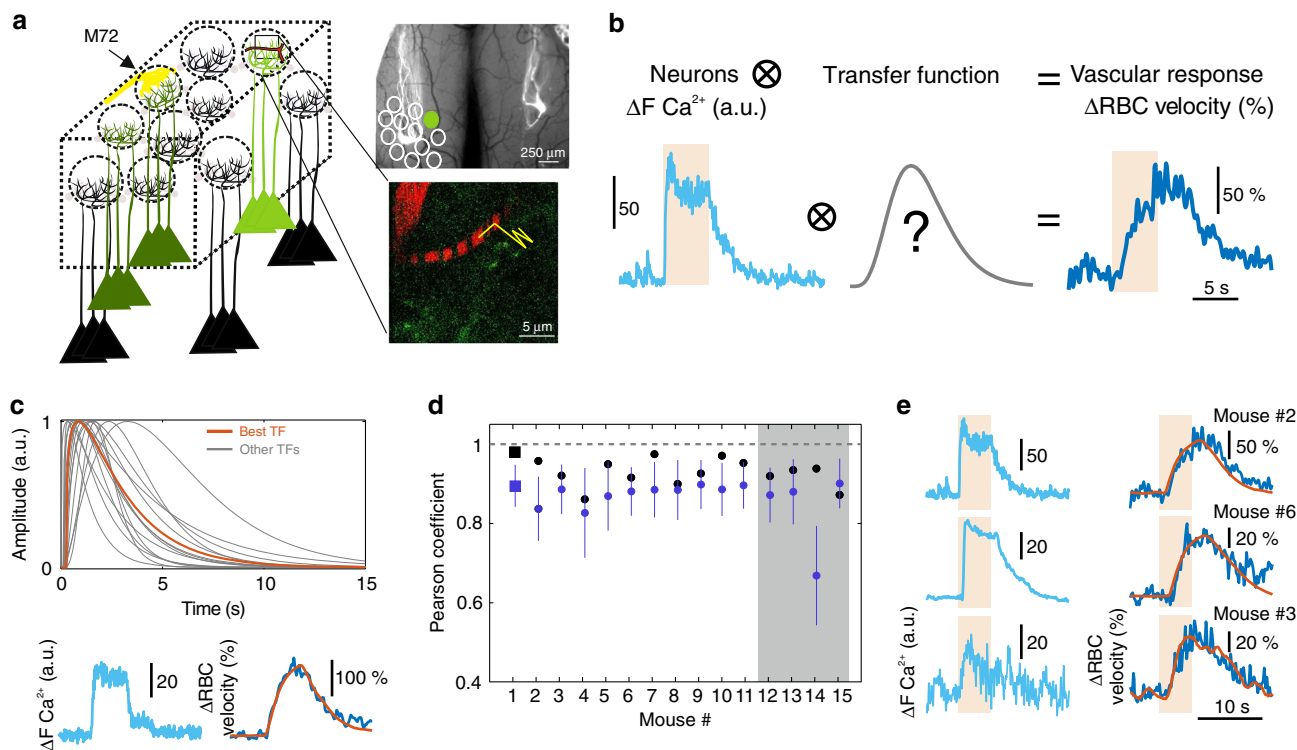 a
M72
250 µm
5 µm
b
Neurons ⊗ Transfer function = Vascular response
ΔF Ca²⁺ (a.u.)
ΔRBC velocity (%)
50
⊗
?
=
50 %
5 s
c
Amplitude (a.u.)
1
0
Best TF
Other TFs
0 5 10 15
Time (s)
ΔF Ca²⁺ (a.u.)
20
ΔRBC
velocity (%)
100 %
d
Pearson coefficient
1
0.8
0.6
0.4
1 2 3 4 5 6 7 8 9 10 11 12 13 14 15
Mouse #
e
50
Mouse #2
50 %
20
Mouse #6
20 %
ΔF Ca²⁺ (a.u.)
20
ΔRBC
velocity (%)
Mouse #3
20 %
10 s